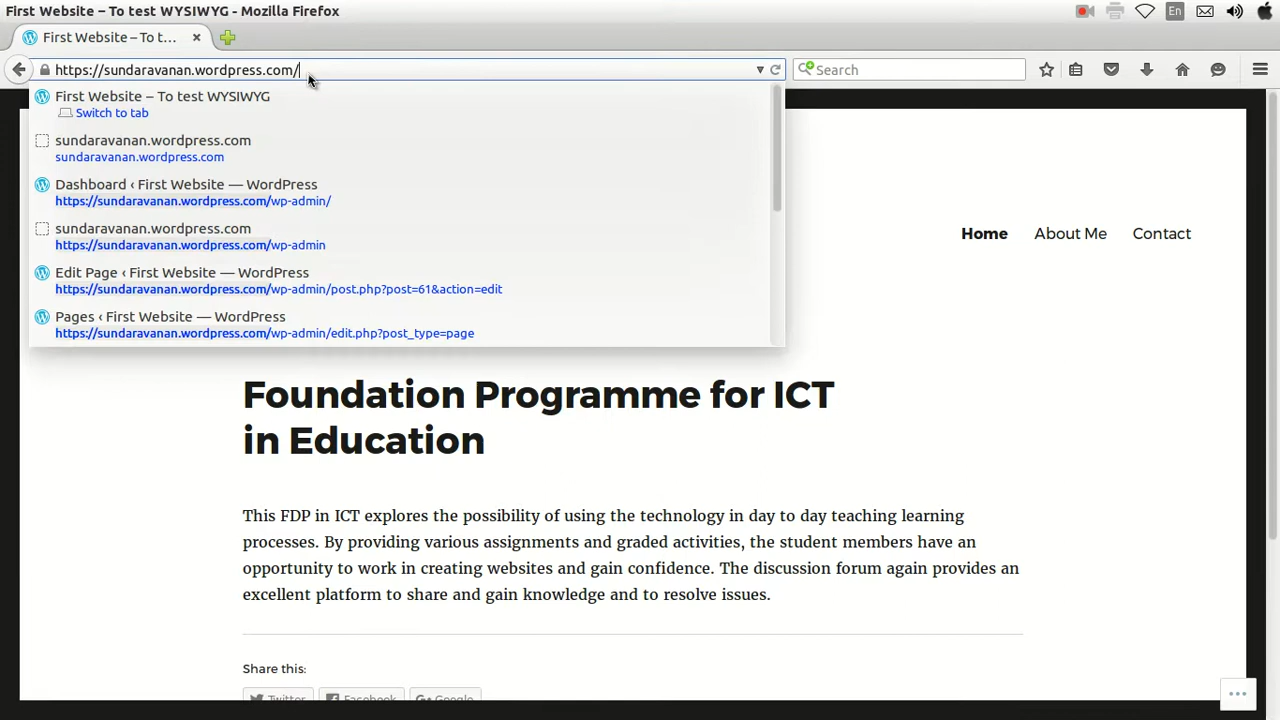 First Website – To test WYSIWYG - Mozilla Firefox
En
First Website – To t...
https://sundaravanan.wordpress.com/
Search
First Website – To test WYSIWYG
Switch to tab
sundaravanan.wordpress.com
sundaravanan.wordpress.com
Dashboard ‹ First Website — WordPress
https://sundaravanan.wordpress.com/wp-admin/
sundaravanan.wordpress.com
https://sundaravanan.wordpress.com/wp-admin
Edit Page ‹ First Website — WordPress
https://sundaravanan.wordpress.com/wp-admin/post.php?post=61&action=edit
Pages ‹ First Website — WordPress
https://sundaravanan.wordpress.com/wp-admin/edit.php?post_type=page
Home About Me Contact
Foundation Programme for ICT
in Education
This FDP in ICT explores the possibility of using the technology in day to day teaching learning
processes. By providing various assignments and graded activities, the student members have an
opportunity to work in creating websites and gain confidence. The discussion forum again provides an
excellent platform to share and gain knowledge and to resolve issues.
Share this:
Twitter Facebook Google